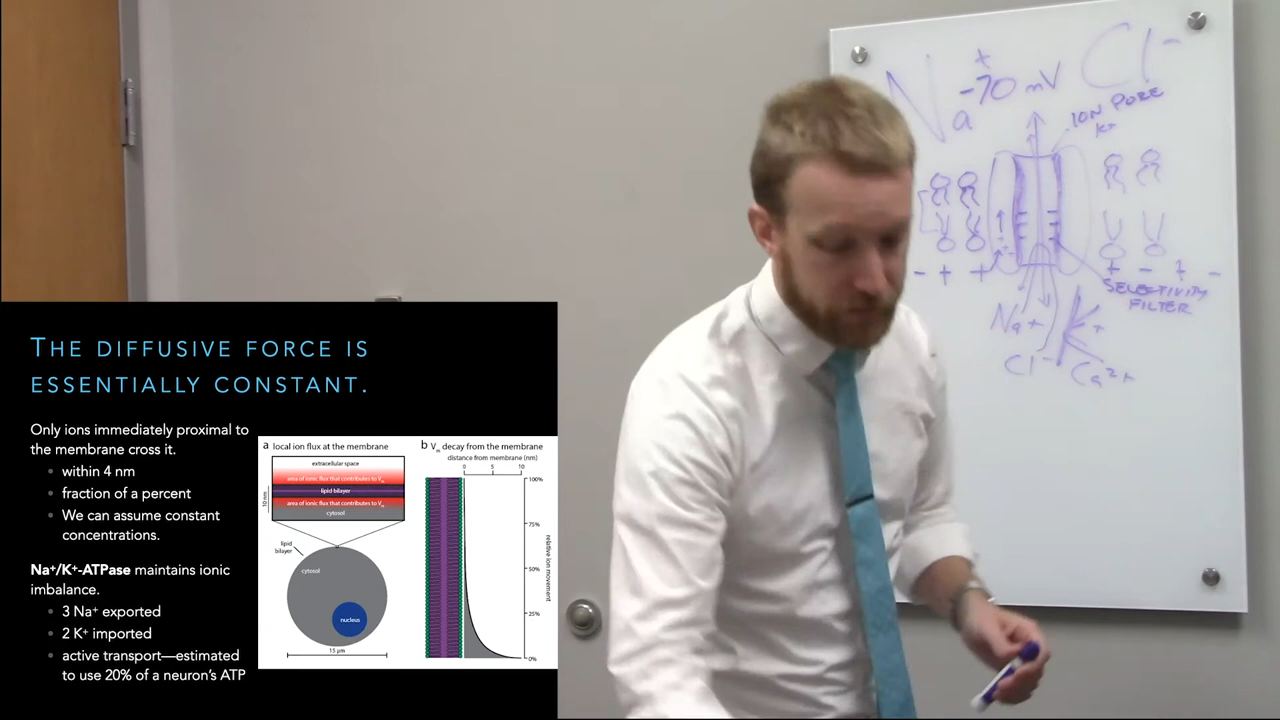 THE DIFFUSIVE FORCE IS
ESSENTIALLY CONSTANT.
Only ions immediately proximal to
the membrane cross it.
within 4 nm
fraction of a percent
We can assume constant
concentrations.
Na⁺/K⁺-ATPase maintains ionic
imbalance.
3 Na⁺ exported
2 K⁺ imported
active transport—estimated
to use 20% of a neuron's ATP
a local ion flux at the membrane
extracellular space
area of ionic flux that contributes to Vm
lipid bilayer
area of ionic flux that contributes to Vm
cytosol
10 nm
lipid
bilayer
cytosol
nucleus
15 μm
b Vm decay from the membrane
distance from membrane (nm)
0 5 10
100%
75%
50%
25%
0%
relative ion movement
Na+ -70 mV Cl-
ION PORE
K+
- + +
+ - + -
SELECTIVITY
FILTER
Na+ K+
Cl- Ca2+